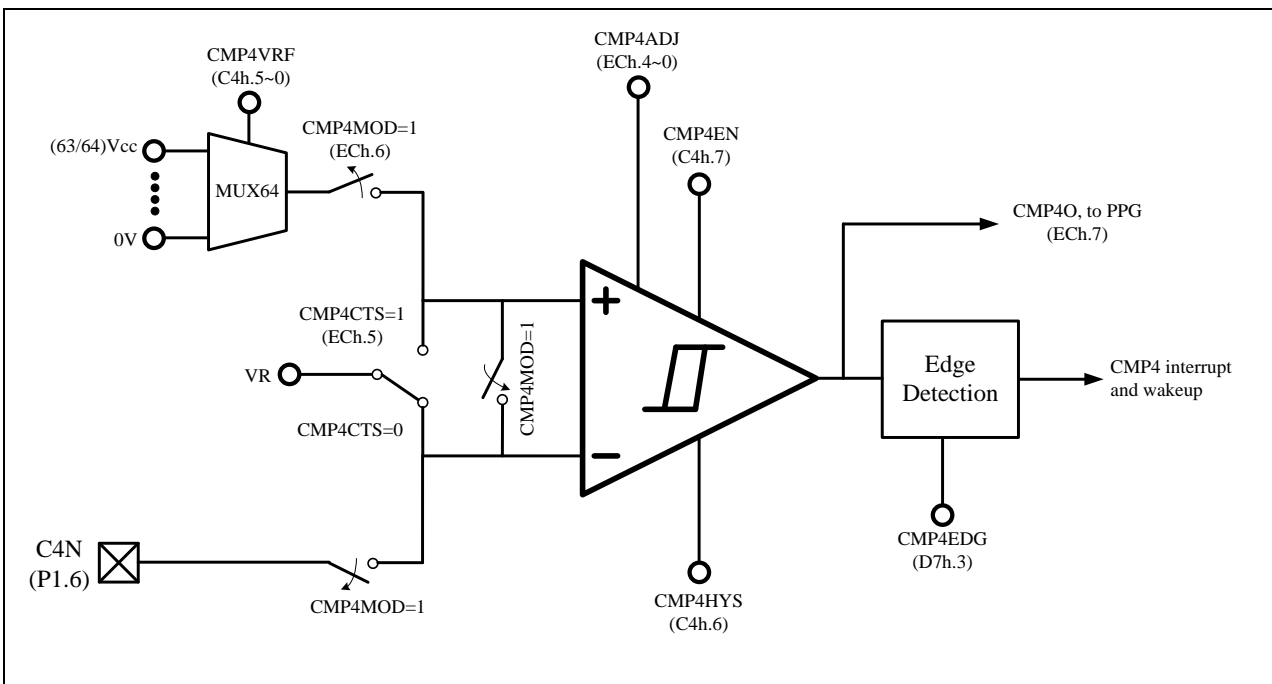 CMP4VRF
(C4h.5~0)
(63/64)Vcc
0V
MUX64
CMP4MOD=1
(ECh.6)
CMP4ADJ
(ECh.4~0)
CMP4EN
(C4h.7)
CMP4O, to PPG
(ECh.7)
CMP4CTS=1
(ECh.5)
VR
CMP4CTS=0
CMP4MOD=1
+
−
Edge
Detection
CMP4 interrupt
and wakeup
CMP4EDG
(D7h.3)
C4N
(P1.6)
CMP4MOD=1
CMP4HYS
(C4h.6)